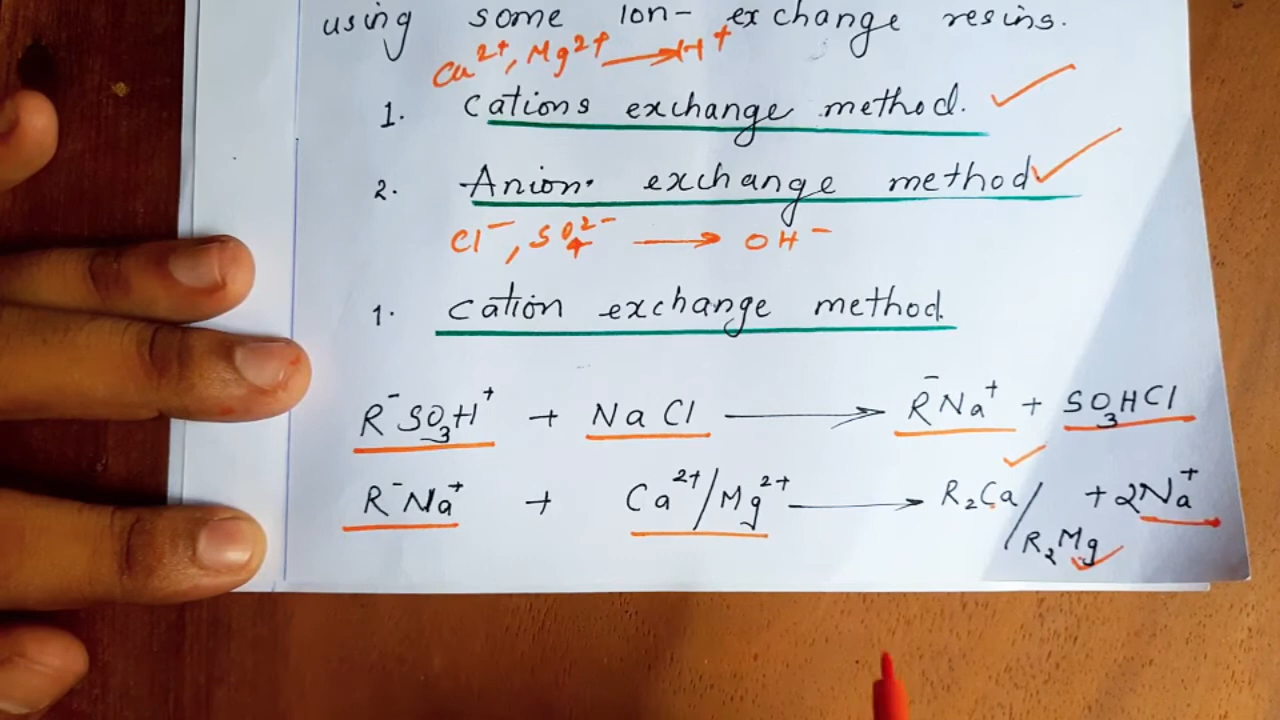 using some Ion-exchange resins.
Ca²⁺, Mg²⁺ → H⁺
1. Cations exchange method. ✓
2. Anion. exchange method ✓
Cl⁻, SO₄²⁻ → OH⁻
1. Cation exchange method.
R⁻SO₃H⁺ + NaCl → R⁻Na⁺ + SO₃HCl
R⁻Na⁺ + Ca²⁺/Mg²⁺ → R₂Ca/R₂Mg + 2Na⁺